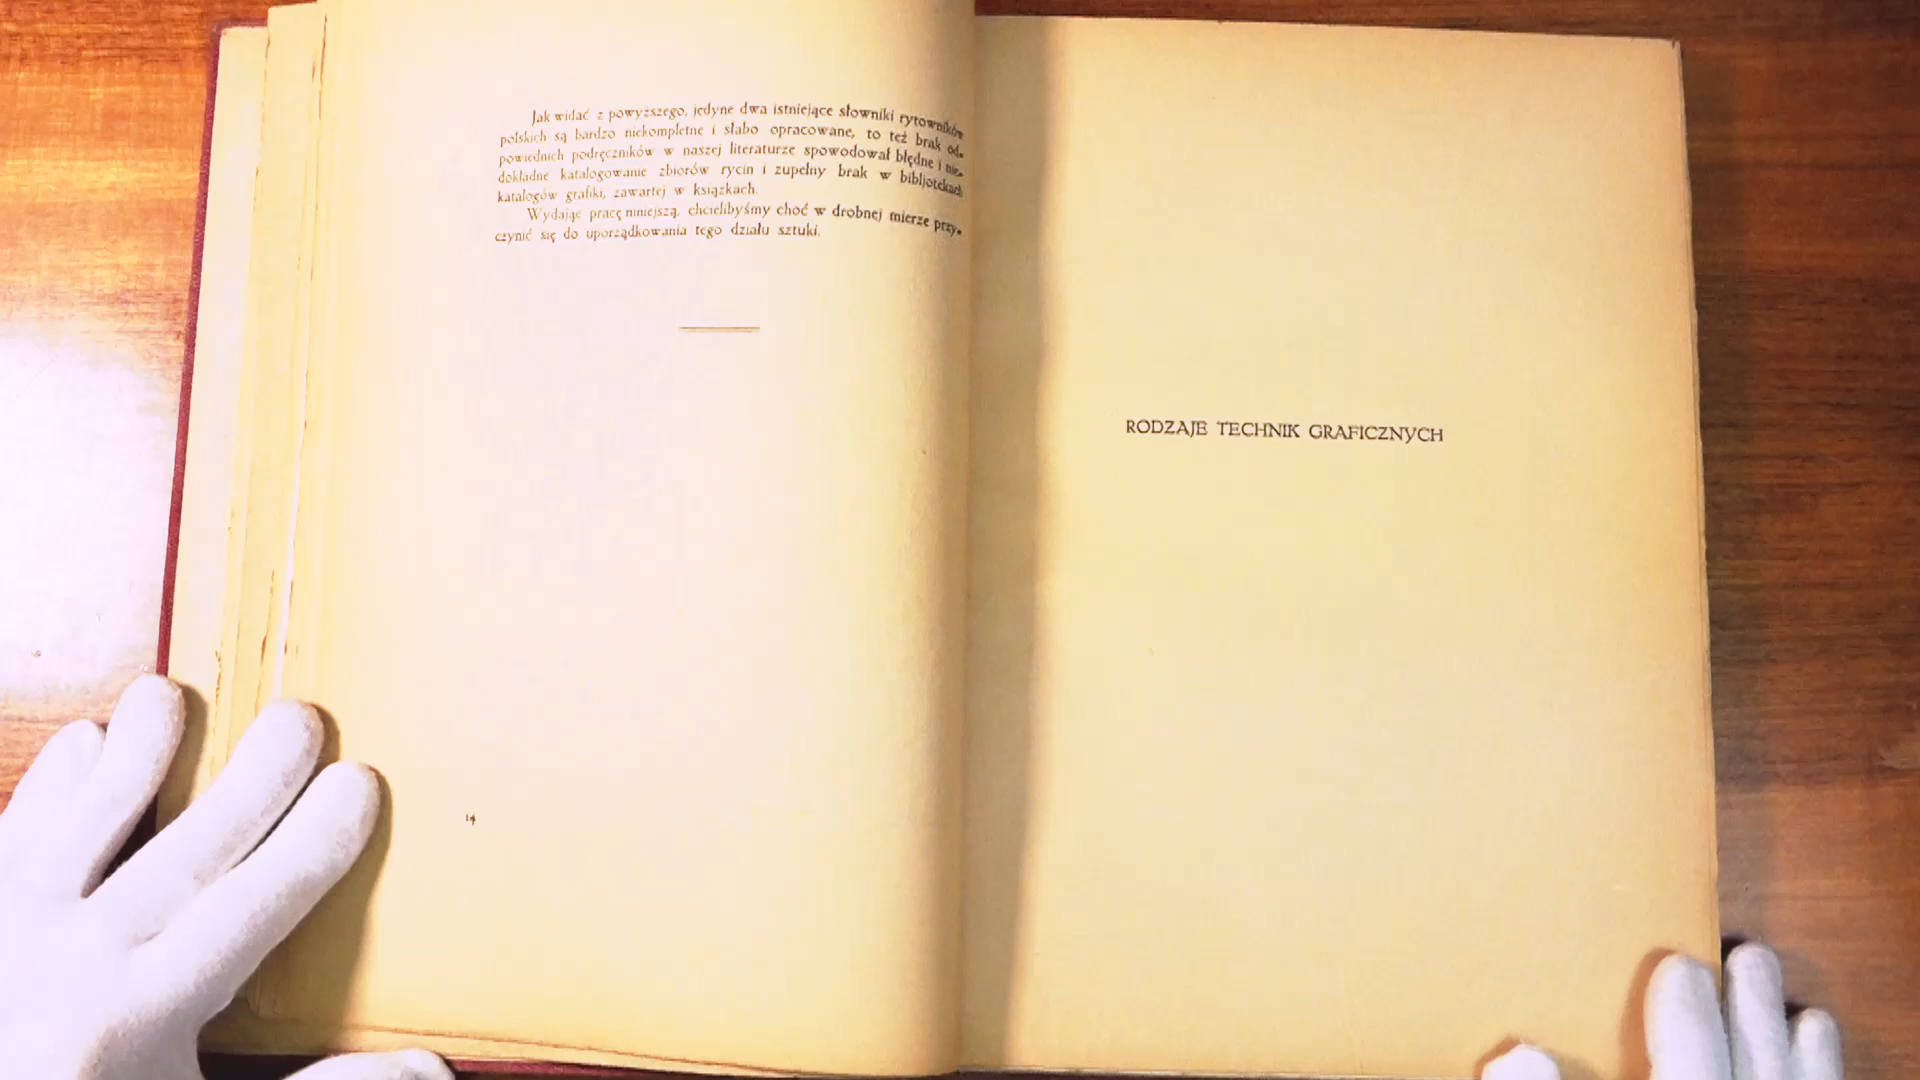 Jak widać z powyższego, jedyne dwa istniejące słowniki rytowników
polskich są bardzo niekompletne i słabo opracowane, to też brak od-
powiednich podręczników w naszej literaturze spowodował błędne i nie-
dokładne katalogowanie zbiorów rycin i zupełny brak w bibljotekach
katalogów grafiki, zawartej w książkach.
Wydając pracę niniejszą, chcielibyśmy choć w drobnej mierze przy-
czynić się do uporządkowania tego działu sztuki.
14
RODZAJE TECHNIK GRAFICZNYCH